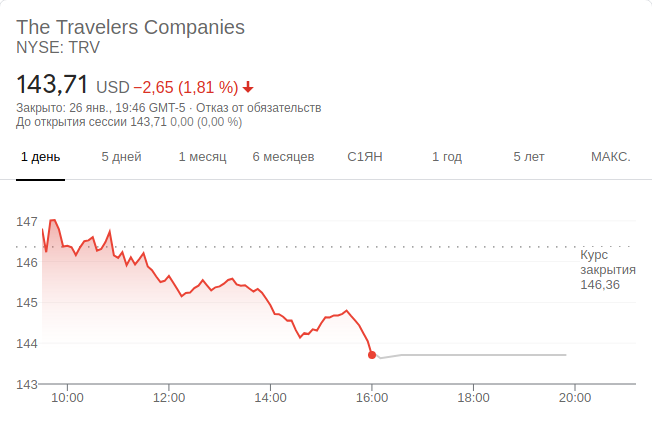 The Travelers Companies
NYSE: TRV
143,71 USD −2,65 (1,81 %)
Закрыто: 26 янв., 19:46 GMT-5 · Отказ от обязательств
До открытия сессии 143,71 0,00 (0,00 %)
1 день 5 дней 1 месяц 6 месяцев С1ЯН 1 год 5 лет МАКС.
147
146
145
144
143
Курс
закрытия
146,36
10:00 12:00 14:00 16:00 18:00 20:00